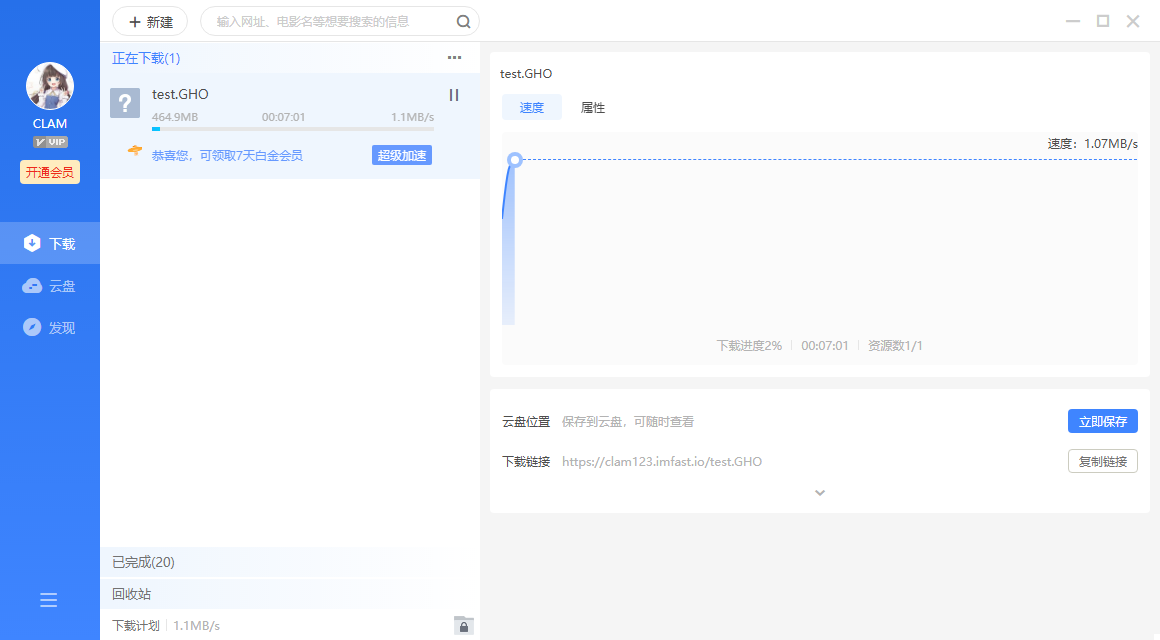 新建
输入网址、电影名等想要搜索的信息
CLAM
VIP
开通会员
下载
云盘
发现
正在下载(1)
test.GHO
464.9MB 00:07:01 1.1MB/s
恭喜您，可领取7天白金会员 超级加速
已完成(20)
回收站
下载计划 1.1MB/s
test.GHO
速度 属性
速度：1.07MB/s
下载进度2% 00:07:01 资源数1/1
云盘位置 保存到云盘，可随时查看 立即保存
下载链接 https://clam123.imfast.io/test.GHO 复制链接